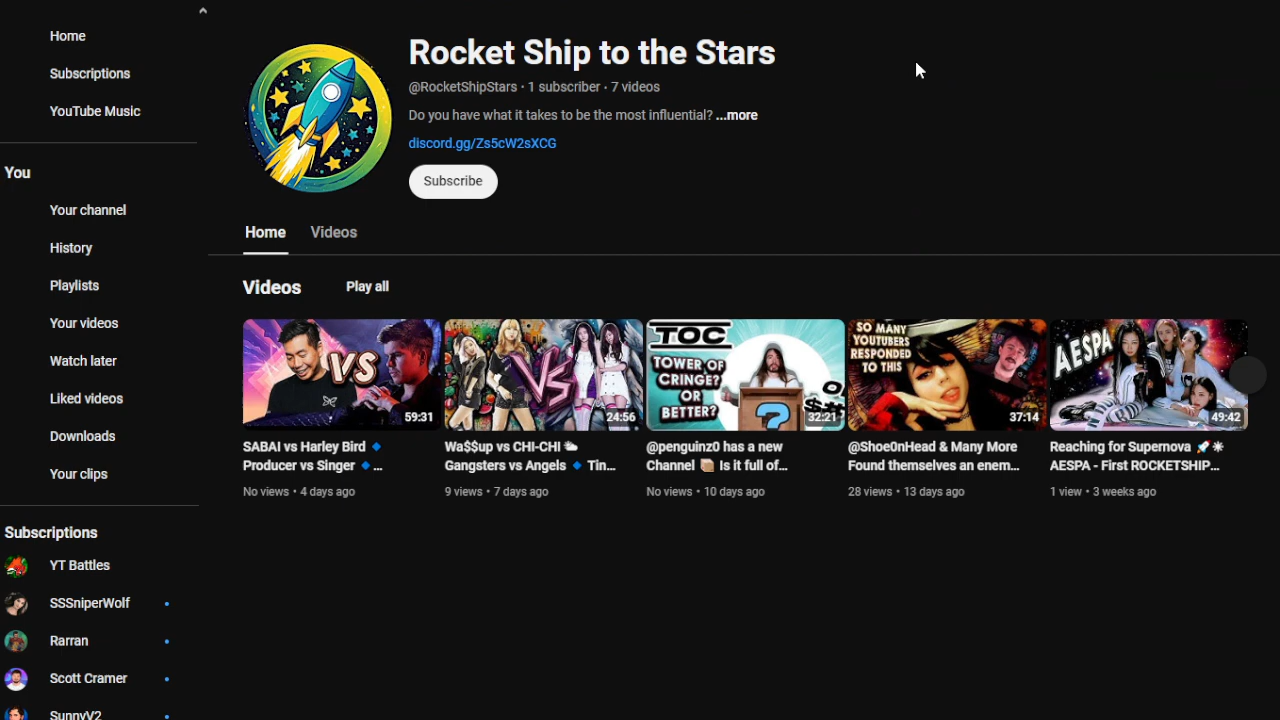 Home
Subscriptions
YouTube Music
You
Your channel
History
Playlists
Your videos
Watch later
Liked videos
Downloads
Your clips
Subscriptions
YT Battles
SSSniperWolf
Rarran
Scott Cramer
SunnyV2
Rocket Ship to the Stars
@RocketShipStars • 1 subscriber • 7 videos
Do you have what it takes to be the most influential? ...more
discord.gg/Zs5cW2sXCG
Subscribe
Home Videos
Videos Play all
VS
59:31
SABAI vs Harley Bird 🔹
Producer vs Singer 🔹...
No views • 4 days ago
VS
24:56
Wa$$up vs CHI-CHI 🌥
Gangsters vs Angels 🔹 Tin...
9 views • 7 days ago
TOC
TOWER OF
CRINGE?
OR
BETTER?
?
32:21
@penguinz0 has a new
Channel 📦 Is it full of...
No views • 10 days ago
SO MANY
YOUTUBERS
RESPONDED
TO THIS
37:14
@Shoe0nHead & Many More
Found themselves an enem...
28 views • 13 days ago
AESPA
49:42
Reaching for Supernova 🚀☀
AESPA - First ROCKETSHIP...
1 view • 3 weeks ago